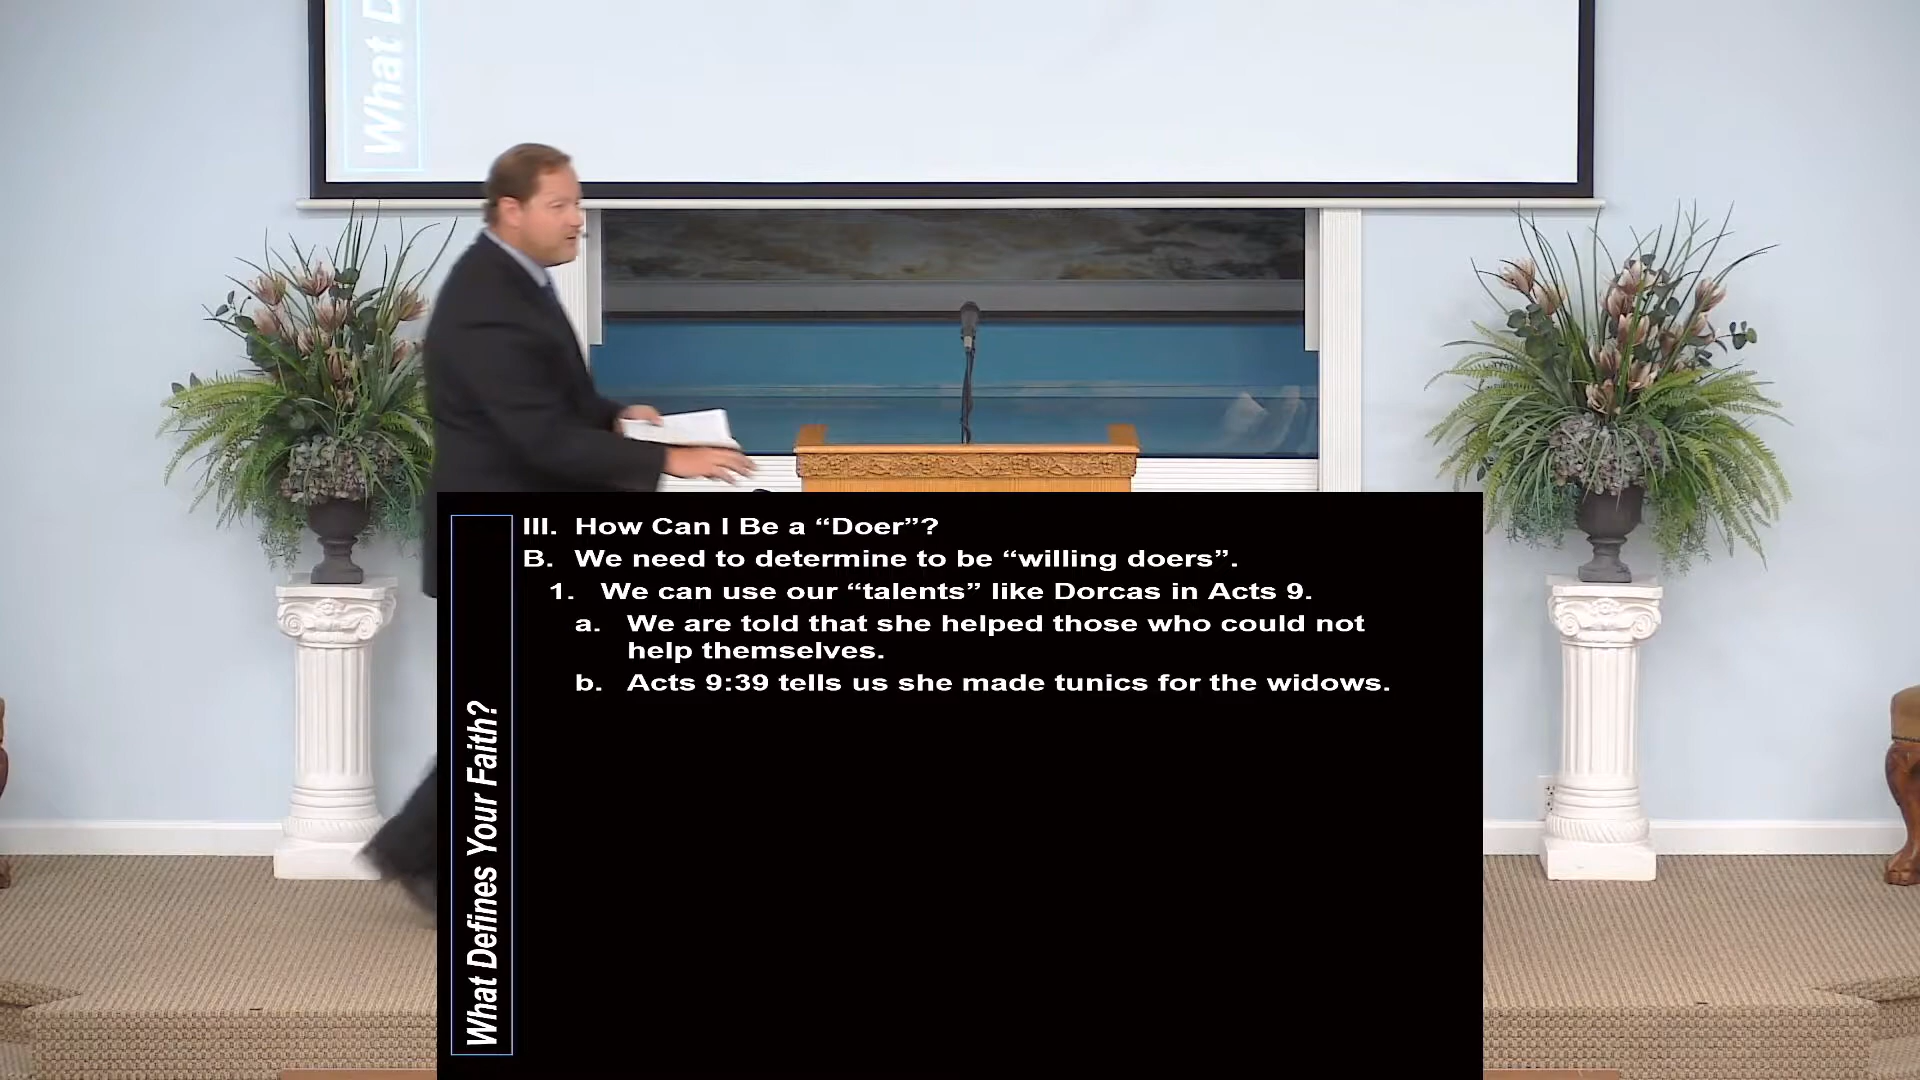 What D
III. How Can I Be a “Doer”?
B. We need to determine to be “willing doers”.
1. We can use our “talents” like Dorcas in Acts 9.
a. We are told that she helped those who could not
help themselves.
b. Acts 9:39 tells us she made tunics for the widows.
What Defines Your Faith?